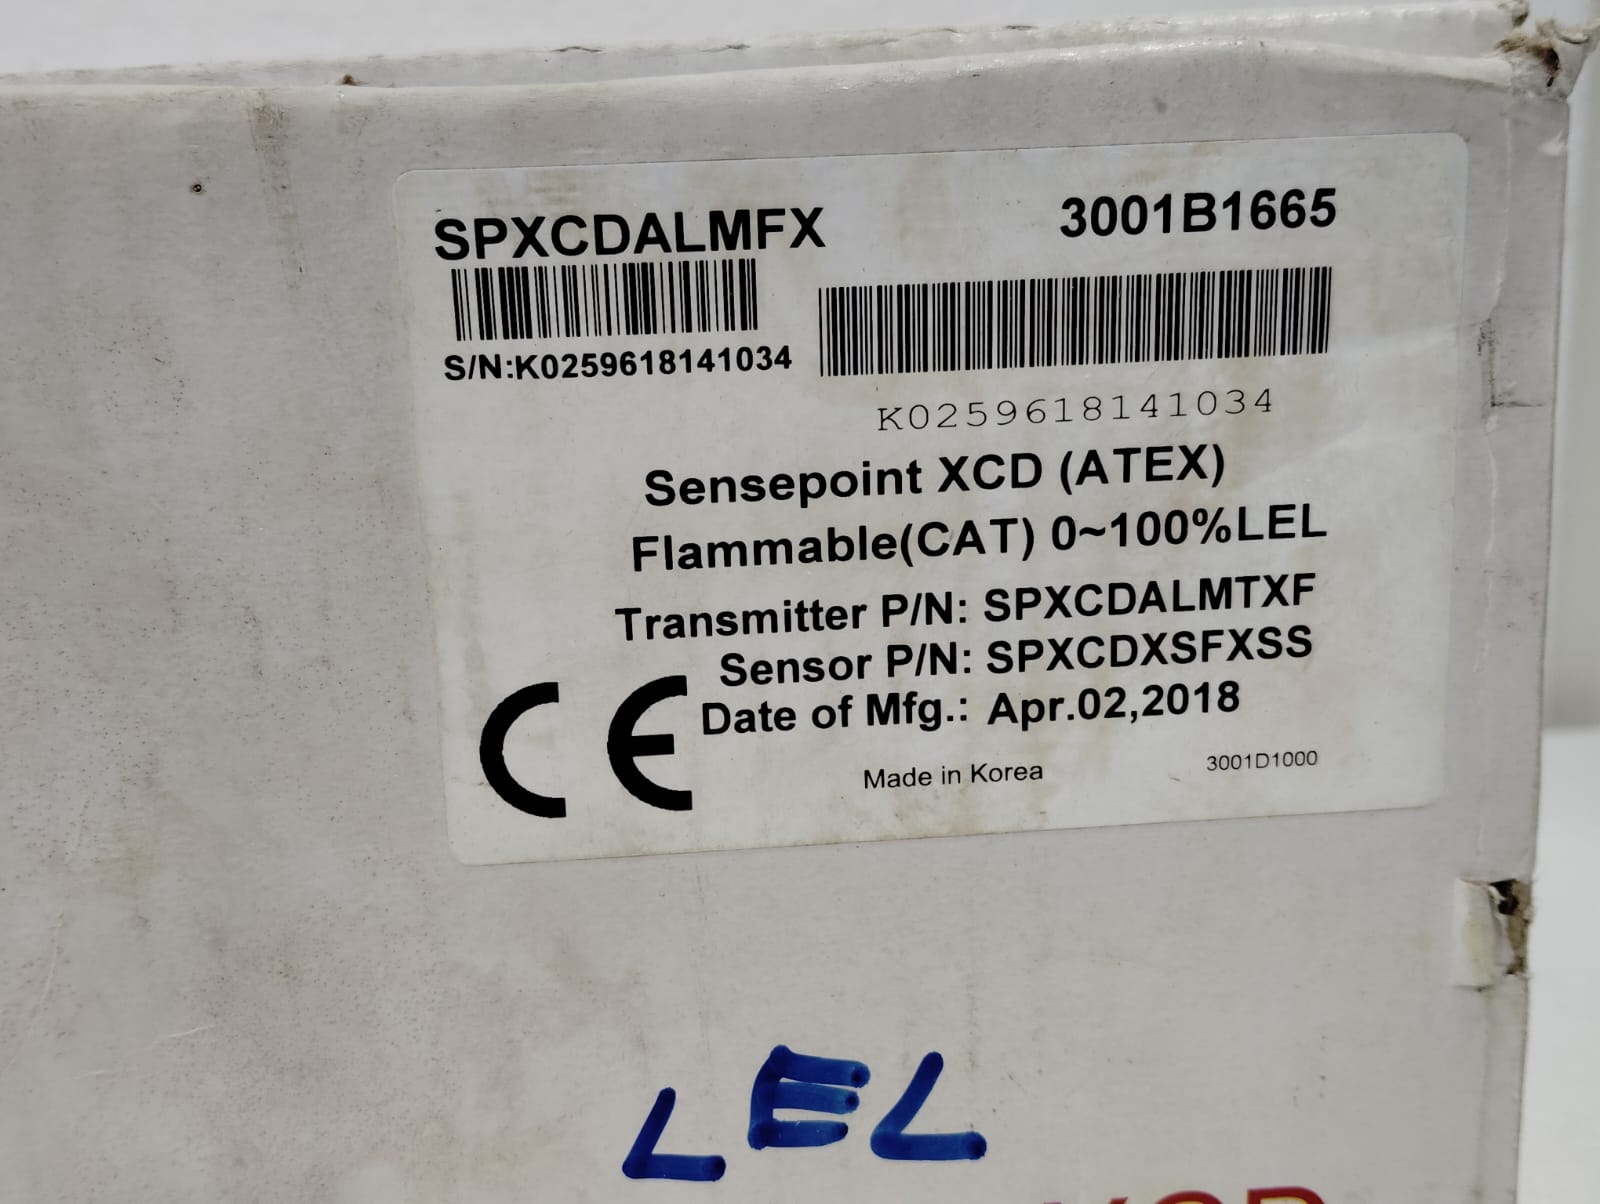 SPXCDALMFX 3001B1665
S/N:K0259618141034
K0259618141034
Sensepoint XCD (ATEX)
Flammable(CAT) 0~100%LEL
Transmitter P/N: SPXCDALMTXF
Sensor P/N: SPXCDXSFXSS
Date of Mfg.: Apr.02,2018
CE
Made in Korea 3001D1000
LEL
XCD